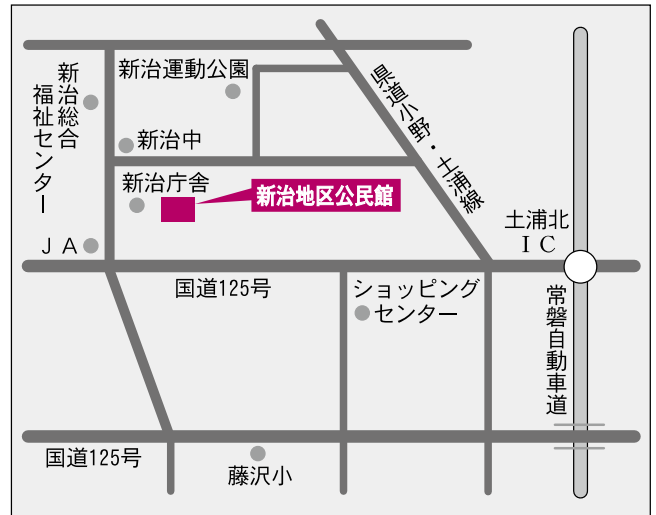 新治運動公園
新治総合
福祉センター
県道小野・土浦線
新治中
新治庁舎
新治地区公民館
土浦北
ＩＣ
ＪＡ
国道125号
ショッピング
センター
常磐自動車道
国道125号
藤沢小